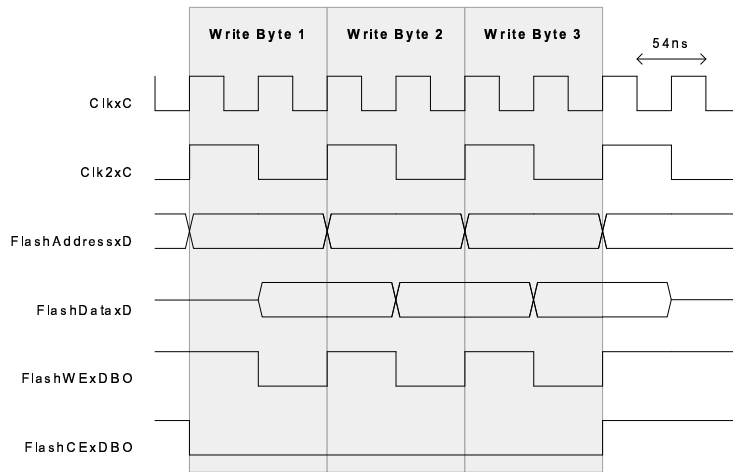 Write Byte 1 Write Byte 2 Write Byte 3
54ns
ClkxC
Clk2xC
FlashAddressxD
FlashDataxD
FlashWExDBO
FlashCExDBO